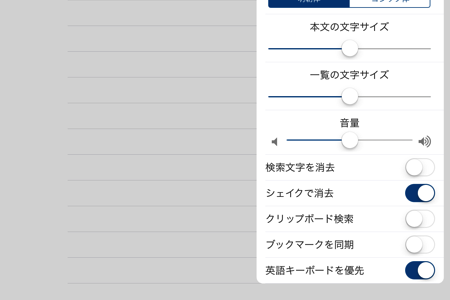 本文の文字サイズ
一覧の文字サイズ
音量
検索文字を消去
シェイクで消去
クリップボード検索
ブックマークを同期
英語キーボードを優先